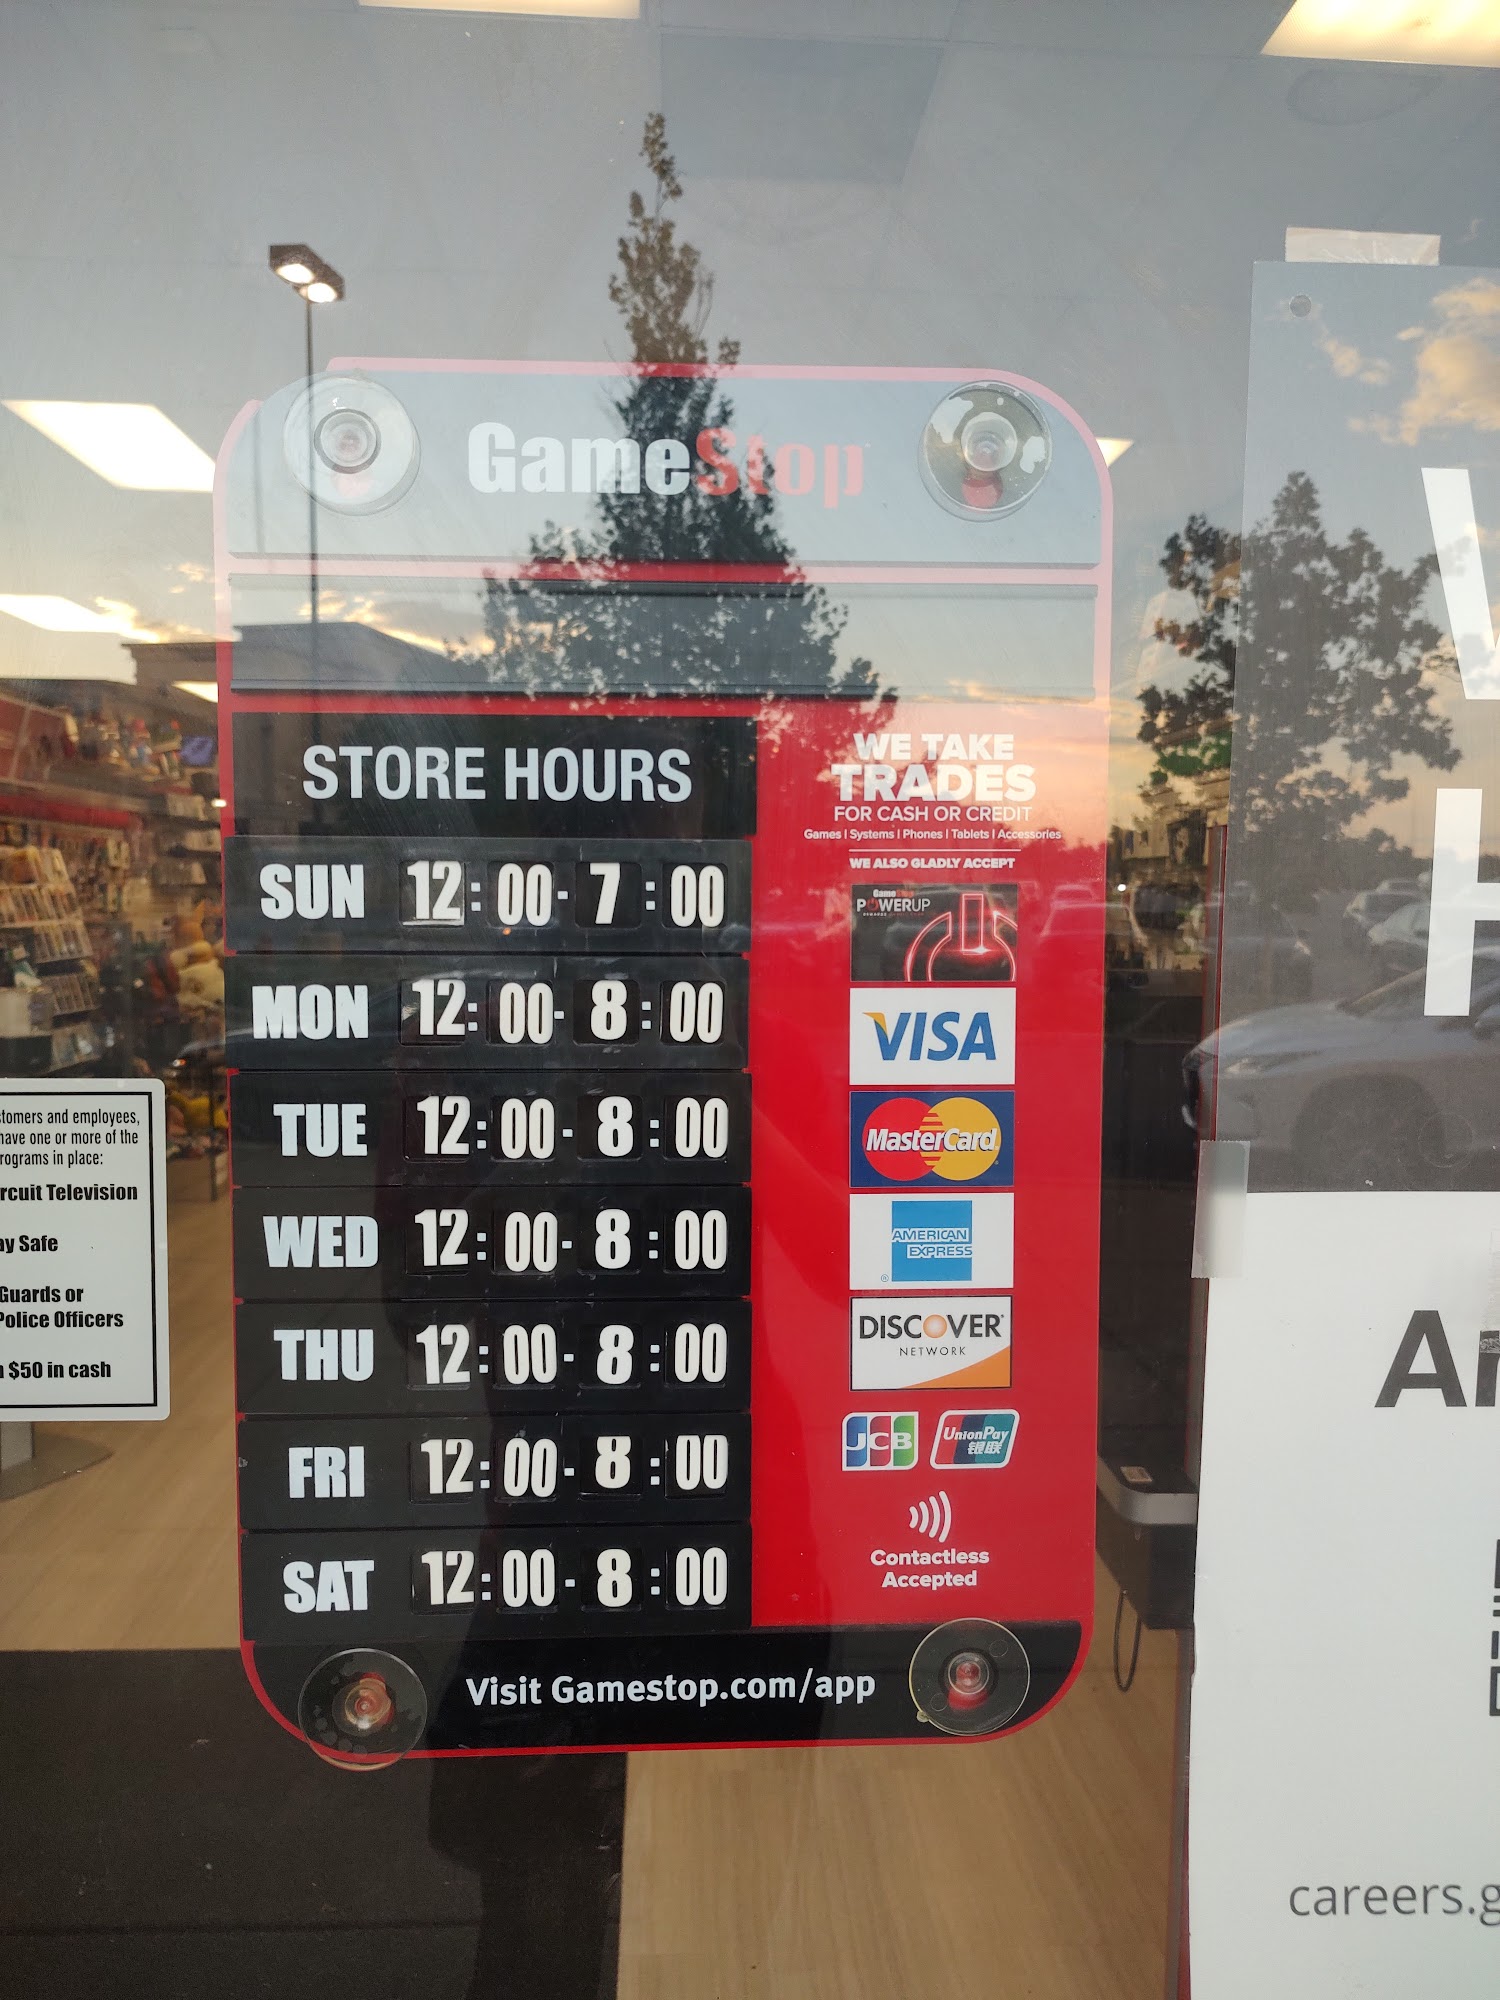 GameStop
STORE HOURS
SUN 12:00-7:00
MON 12:00-8:00
TUE 12:00-8:00
WED 12:00-8:00
THU 12:00-8:00
FRI 12:00-8:00
SAT 12:00-8:00
Visit Gamestop.com/app
WE TAKE
TRADES
FOR CASH OR CREDIT
Games | Systems | Phones | Tablets | Accessories
WE ALSO GLADLY ACCEPT
POWERUP
REWARDS
VISA
MasterCard
AMERICAN
EXPRESS
DISCOVER
NETWORK
JCB
UnionPay
银联
Contactless
Accepted
and employees,
have one or more of the
in place:
Television
Safe
Guards or
Police Officers
$50 in cash
H
careers.g